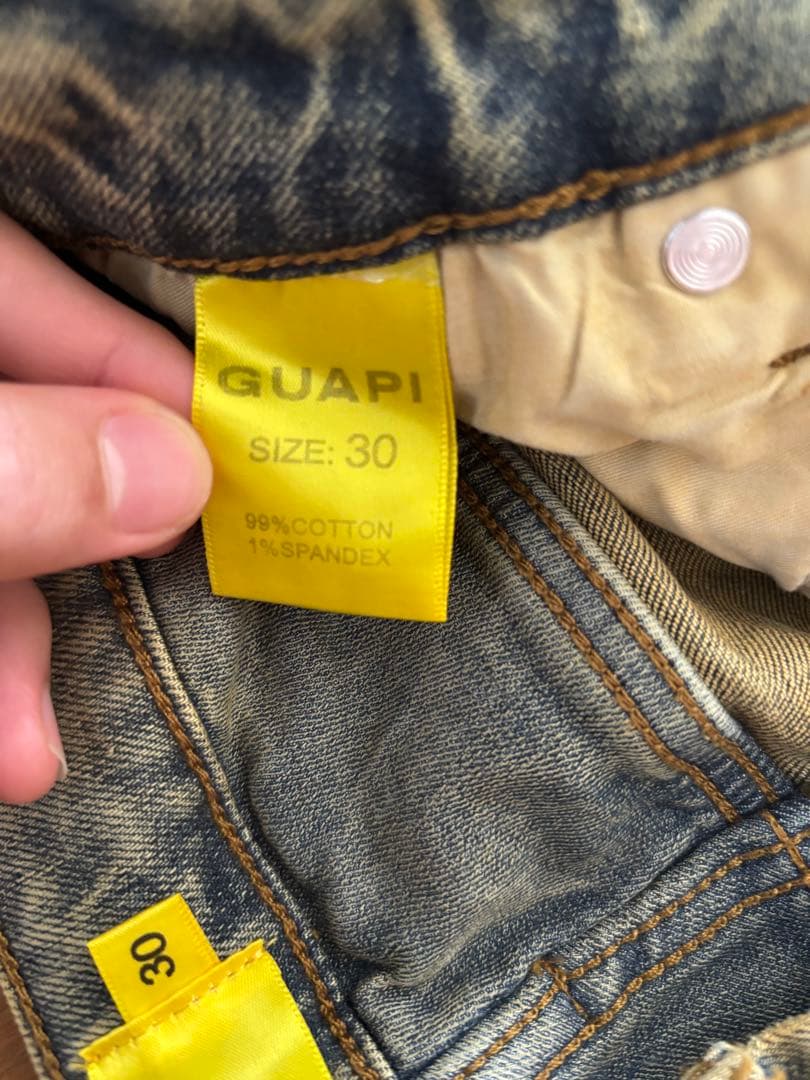 GUAPI
SIZE: 30
99%COTTON
1%SPANDEX
30